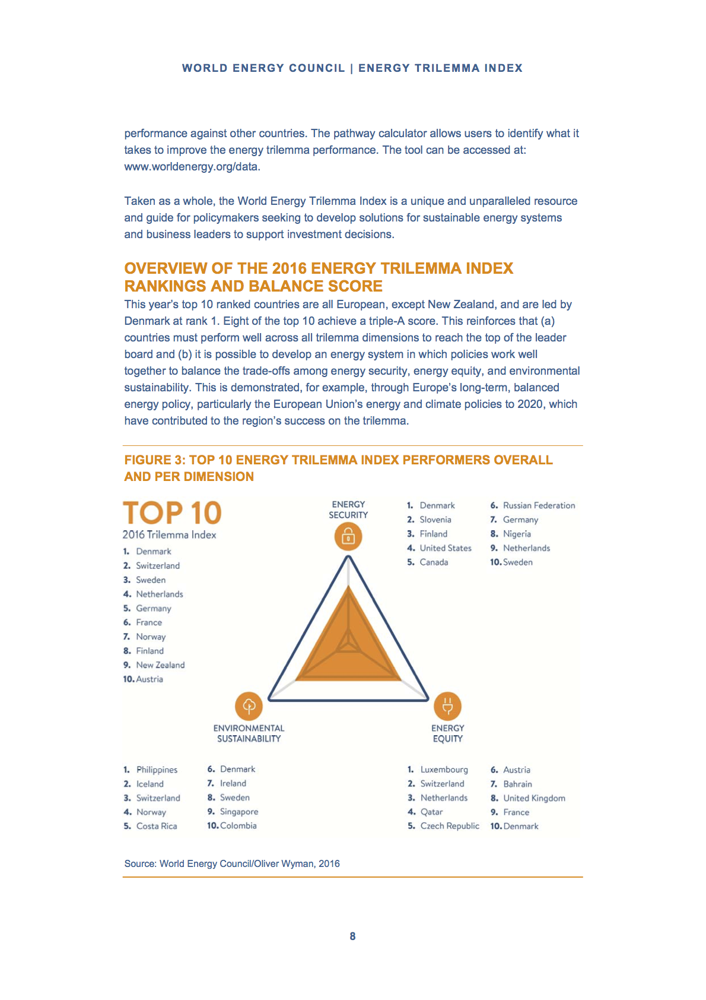 WORLD ENERGY COUNCIL | ENERGY TRILEMMA INDEX
performance against other countries. The pathway calculator allows users to identify what it
takes to improve the energy trilemma performance. The tool can be accessed at:
www.worldenergy.org/data.
Taken as a whole, the World Energy Trilemma Index is a unique and unparalleled resource
and guide for policymakers seeking to develop solutions for sustainable energy systems
and business leaders to support investment decisions.
OVERVIEW OF THE 2016 ENERGY TRILEMMA INDEX
RANKINGS AND BALANCE SCORE
This year’s top 10 ranked countries are all European, except New Zealand, and are led by
Denmark at rank 1. Eight of the top 10 achieve a triple-A score. This reinforces that (a)
countries must perform well across all trilemma dimensions to reach the top of the leader
board and (b) it is possible to develop an energy system in which policies work well
together to balance the trade-offs among energy security, energy equity, and environmental
sustainability. This is demonstrated, for example, through Europe’s long-term, balanced
energy policy, particularly the European Union’s energy and climate policies to 2020, which
have contributed to the region’s success on the trilemma.
FIGURE 3: TOP 10 ENERGY TRILEMMA INDEX PERFORMERS OVERALL
AND PER DIMENSION
TOP 10
2016 Trilemma Index
1. Denmark
2. Switzerland
3. Sweden
4. Netherlands
5. Germany
6. France
7. Norway
8. Finland
9. New Zealand
10. Austria
ENERGY
SECURITY
1. Denmark
2. Slovenia
3. Finland
4. United States
5. Canada
6. Russian Federation
7. Germany
8. Nigeria
9. Netherlands
10. Sweden
ENVIRONMENTAL
SUSTAINABILITY
1. Philippines
2. Iceland
3. Switzerland
4. Norway
5. Costa Rica
6. Denmark
7. Ireland
8. Sweden
9. Singapore
10. Colombia
ENERGY
EQUITY
1. Luxembourg
2. Switzerland
3. Netherlands
4. Qatar
5. Czech Republic
6. Austria
7. Bahrain
8. United Kingdom
9. France
10. Denmark
Source: World Energy Council/Oliver Wyman, 2016
8